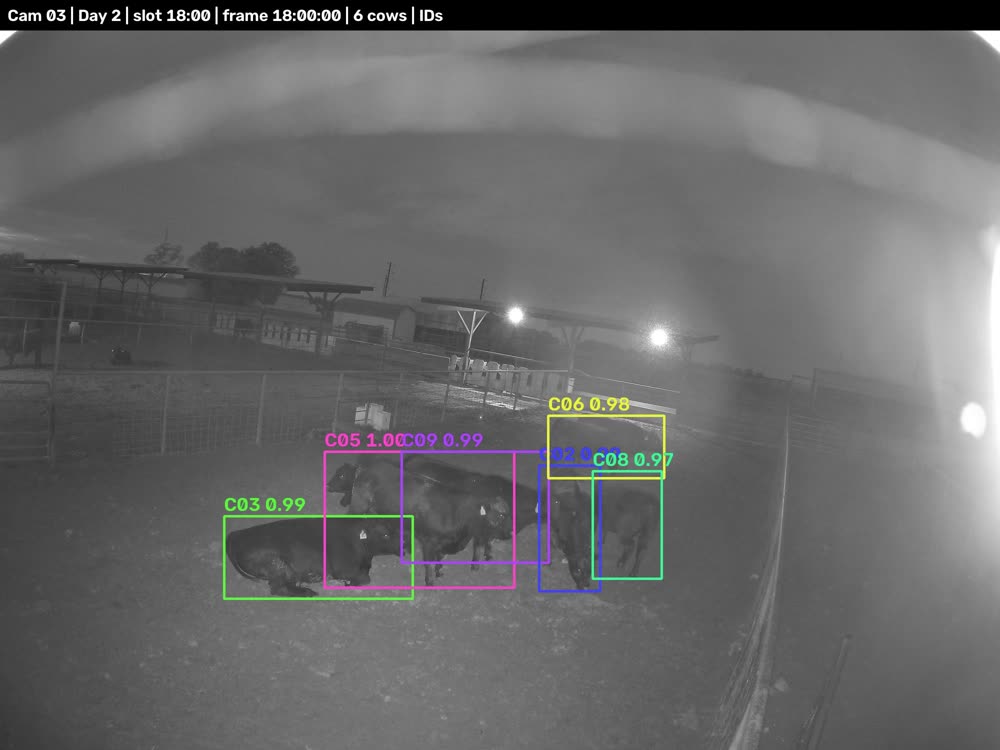 Cam 03 | Day 2 | slot 18:00 | frame 18:00:00 | 6 cows | IDs
C06 0.98
C05 1.00
C09 0.99
C02
C08 0.97
C03 0.99